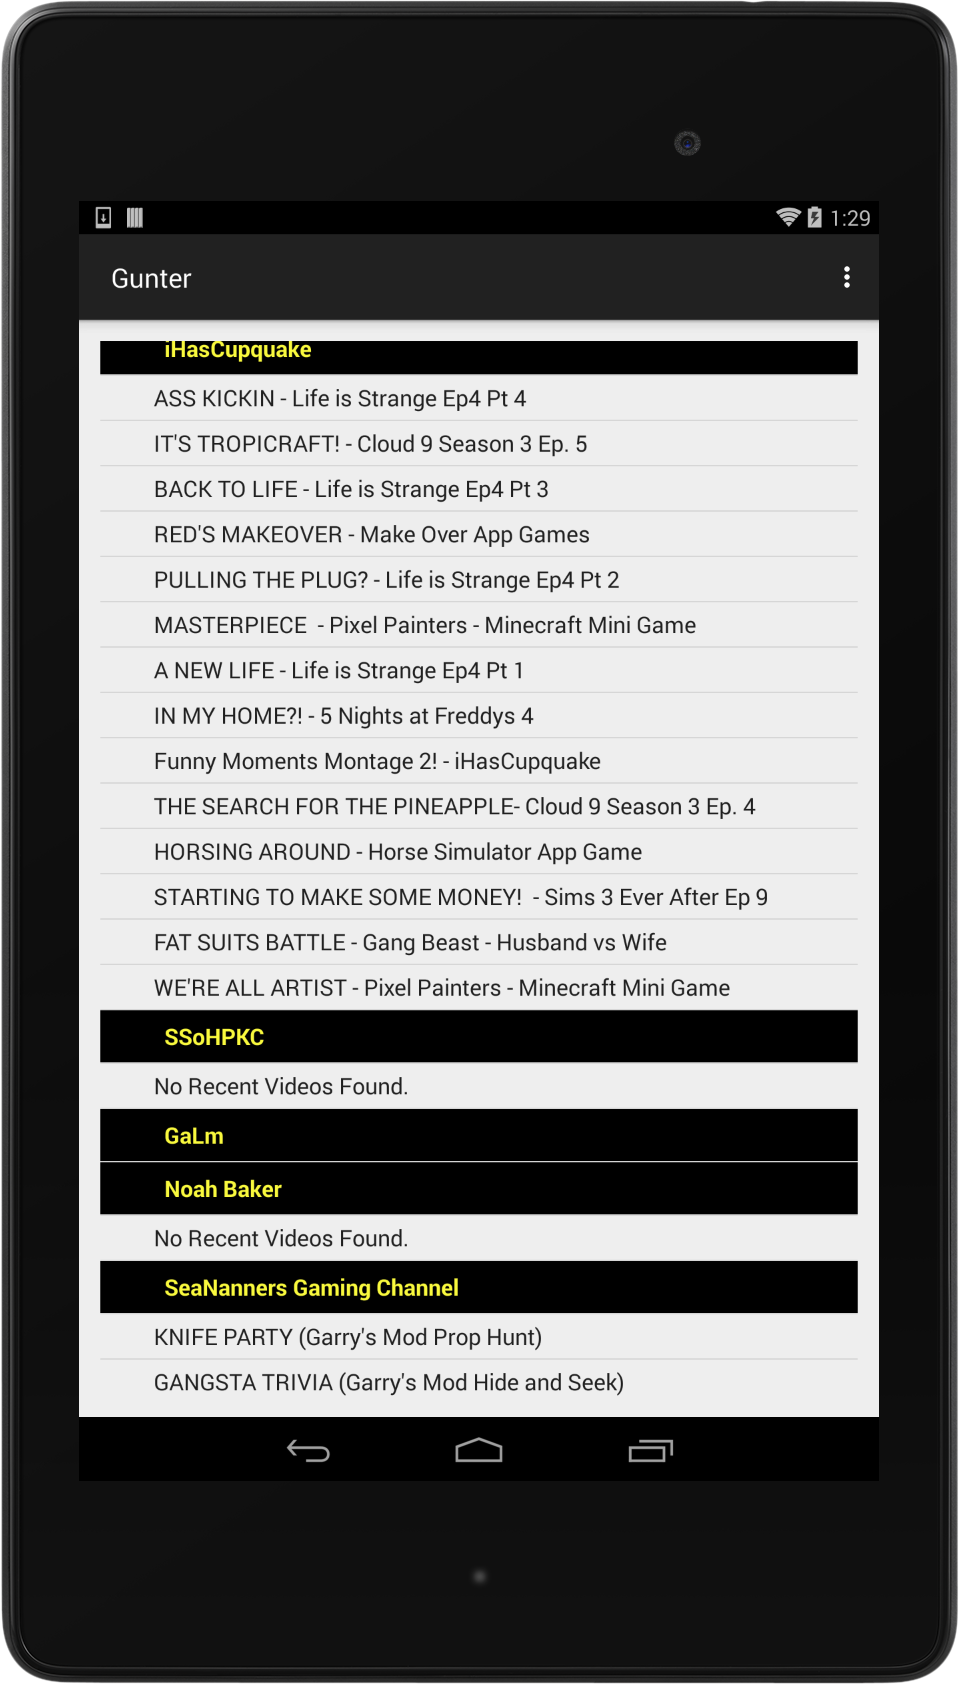 1:29
Gunter
iHasCupquake
ASS KICKIN - Life is Strange Ep4 Pt 4
IT'S TROPICRAFT! - Cloud 9 Season 3 Ep. 5
BACK TO LIFE - Life is Strange Ep4 Pt 3
RED'S MAKEOVER - Make Over App Games
PULLING THE PLUG? - Life is Strange Ep4 Pt 2
MASTERPIECE  - Pixel Painters - Minecraft Mini Game
A NEW LIFE - Life is Strange Ep4 Pt 1
IN MY HOME?! - 5 Nights at Freddys 4
Funny Moments Montage 2! - iHasCupquake
THE SEARCH FOR THE PINEAPPLE- Cloud 9 Season 3 Ep. 4
HORSING AROUND - Horse Simulator App Game
STARTING TO MAKE SOME MONEY!  - Sims 3 Ever After Ep 9
FAT SUITS BATTLE - Gang Beast - Husband vs Wife
WE'RE ALL ARTIST - Pixel Painters - Minecraft Mini Game
SSoHPKC
No Recent Videos Found.
GaLm
Noah Baker
No Recent Videos Found.
SeaNanners Gaming Channel
KNIFE PARTY (Garry's Mod Prop Hunt)
GANGSTA TRIVIA (Garry's Mod Hide and Seek)